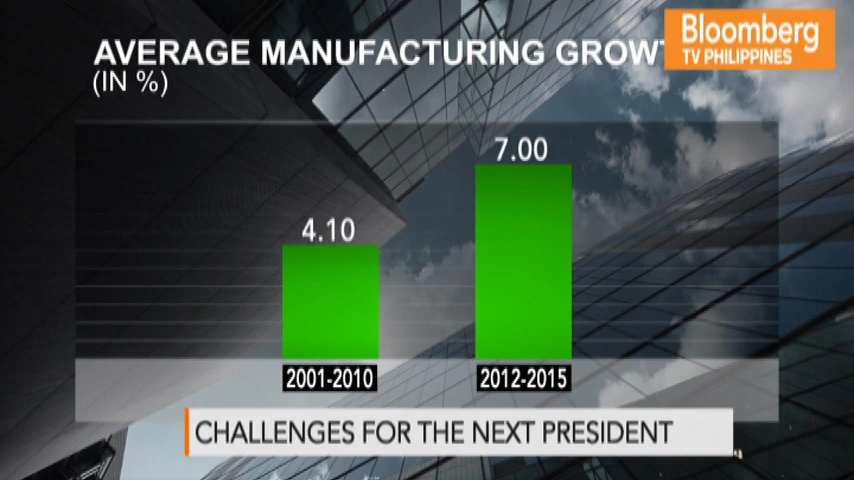 AVERAGE MANUFACTURING GROWT
(IN %)
Bloomberg
TV PHILIPPINES
7.00
4.10
2001-2010
2012-2015
CHALLENGES FOR THE NEXT PRESIDENT